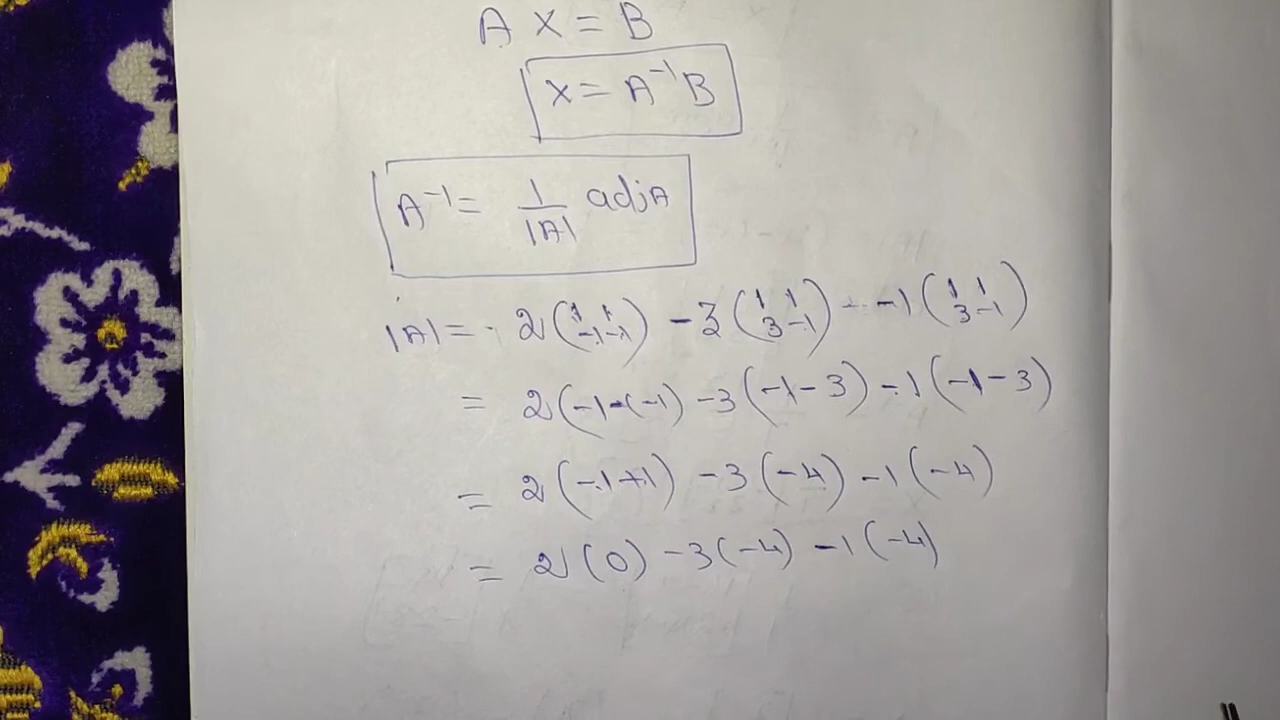 A X = B
X = A⁻¹ B
A⁻¹ = 1/|A| adj A
|A| = 2(1 1 / -1 -1) -3(1 1 / 3 -1) -1(1 1 / 3 -1)
= 2(-1-(-1) -3(-1-3) -1(-1-3)
= 2(-1+1) -3(-4) -1(-4)
= 2(0) -3(-4) -1(-4)